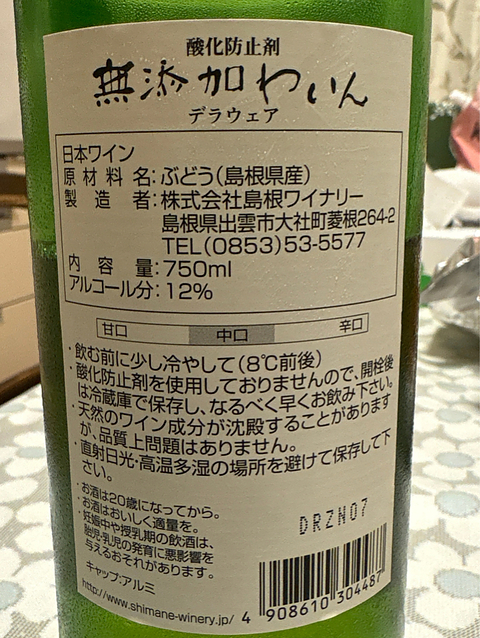 酸化防止剤
無添加わいん
デラウェア
日本ワイン
原材料名:ぶどう(島根県産)
製造者:株式会社島根ワイナリー
島根県出雲市大社町菱根264-2
TEL(0853)53-5577
内容量:750ml
アルコール分:12%
甘口 中口 辛口
・飲む前に少し冷やして(8℃前後)
・酸化防止剤を使用しておりませんので、開栓後
は冷蔵庫で保存し、なるべく早くお飲み下さい。
・天然のワイン成分が沈殿することがあります
が、品質上問題はありません。
・直射日光・高温多湿の場所を避けて保存して下
さい。
・お酒は20歳になってから。
・お酒はおいしく適量を。
・妊娠中や授乳期の飲酒は、
胎児・乳児の発育に悪影響を
与えるおそれがあります。
キャップ:アルミ
http://www.shimane-winery.jp/
DRZN07
4 908610 304487